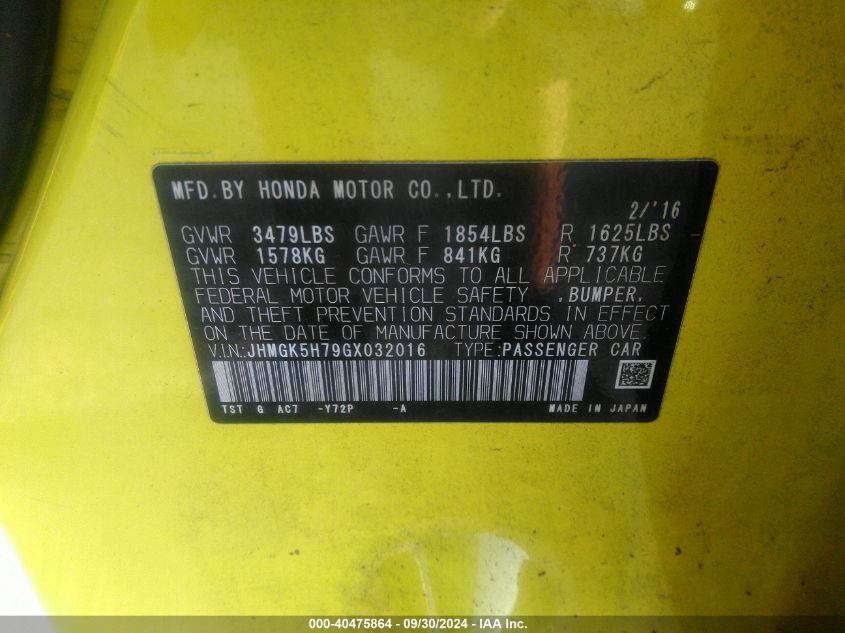 MFD.BY HONDA MOTOR CO.,LTD.
2/'16
GVWR 3479LBS GAWR F 1854LBS R 1625LBS
GVWR 1578KG GAWR F 841KG R 737KG
THIS VEHICLE CONFORMS TO ALL APPLICABLE
FEDERAL MOTOR VEHICLE SAFETY ,BUMPER,
AND THEFT PREVENTION STANDARDS IN EFFECT
ON THE DATE OF MANUFACTURE SHOWN ABOVE.
V.IN.:JHMGK5H79GX032016 TYPE:PASSENGER CAR
TST G AC7 -Y72P -A MADE IN JAPAN
000-40475864 - 09/30/2024 - IAA Inc.